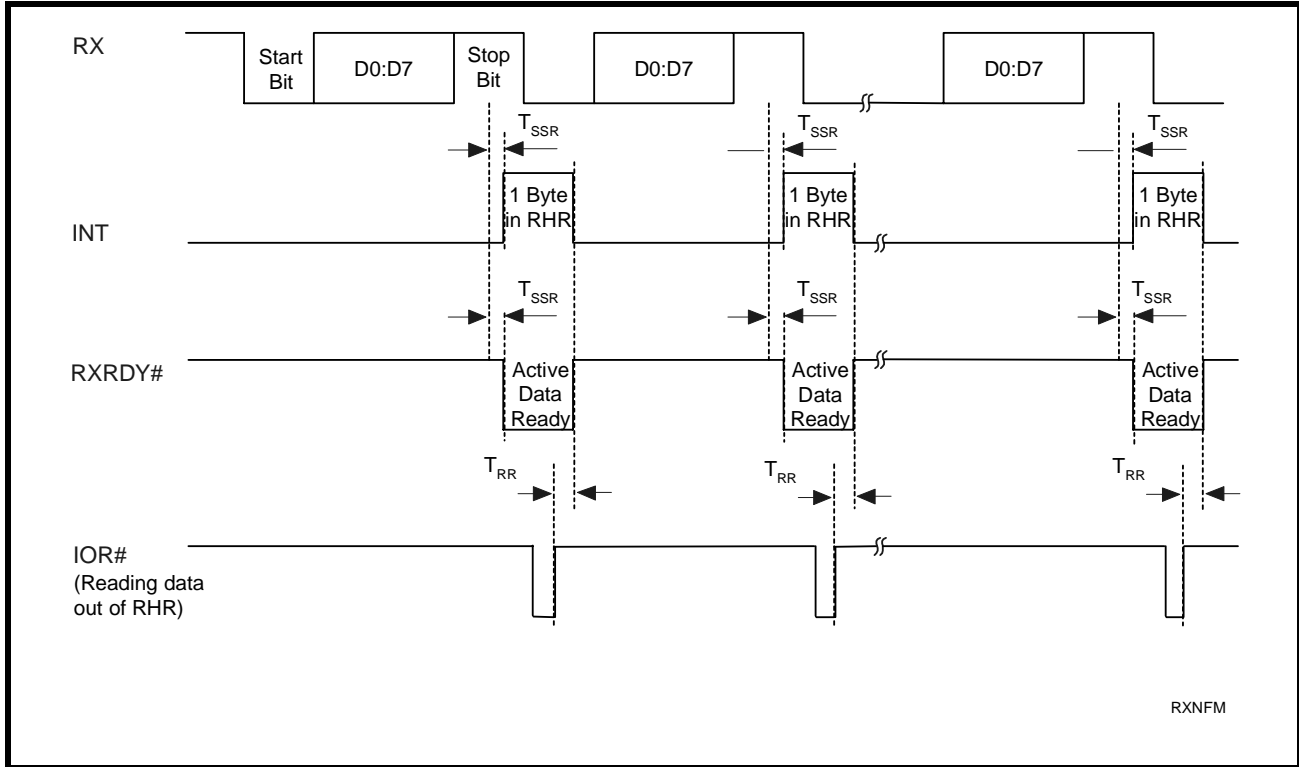 RX
Start
Bit
D0:D7
Stop
Bit
D0:D7
D0:D7
TSSR
TSSR
TSSR
INT
1 Byte
in RHR
1 Byte
in RHR
1 Byte
in RHR
TSSR
TSSR
TSSR
RXRDY#
Active
Data
Ready
Active
Data
Ready
Active
Data
Ready
TRR
TRR
TRR
IOR#
(Reading data
out of RHR)
RXNFM